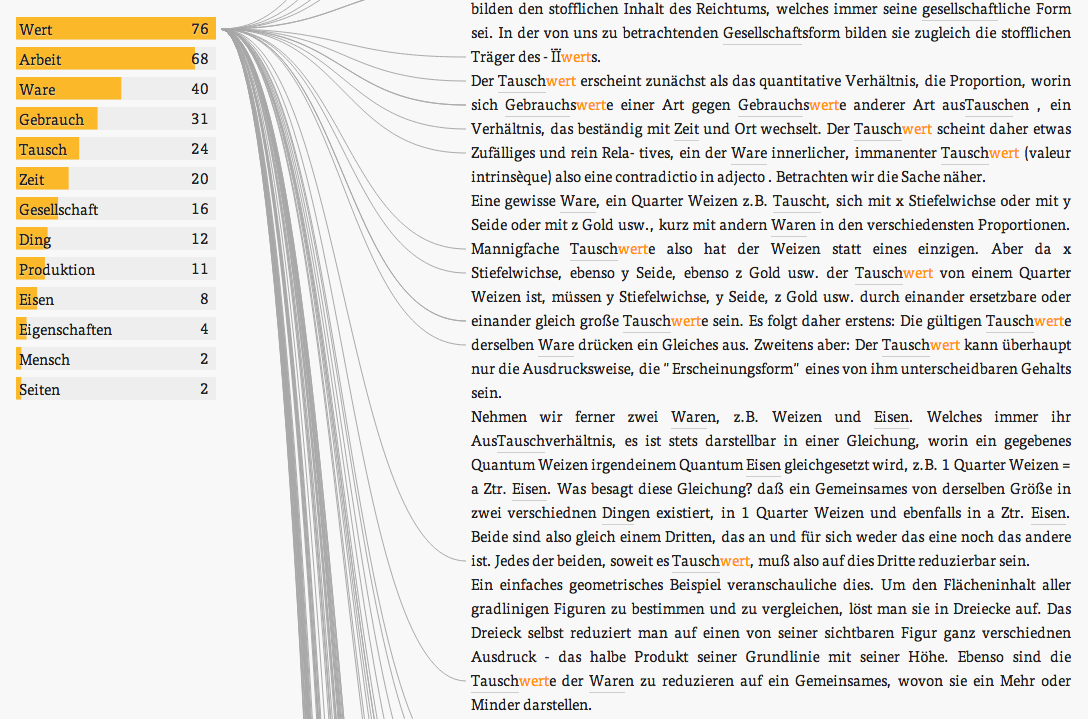 Wert 76
Arbeit 68
Ware 40
Gebrauch 31
Tausch 24
Zeit 20
Gesellschaft 16
Ding 12
Produktion 11
Eisen 8
Eigenschaften 4
Mensch 2
Seiten 2
bilden den stofflichen Inhalt des Reichtums, welches immer seine gesellschaftliche Form
sei. In der von uns zu betrachtenden Gesellschaftsform bilden sie zugleich die stofflichen
Träger des - ÏÏwerts.
Der Tauschwert erscheint zunächst als das quantitative Verhältnis, die Proportion, worin
sich Gebrauchswerte einer Art gegen Gebrauchswerte anderer Art ausTauschen , ein
Verhältnis, das beständig mit Zeit und Ort wechselt. Der Tauschwert scheint daher etwas
Zufälliges und rein Rela- tives, ein der Ware innerlicher, immanenter Tauschwert (valeur
intrinsèque) also eine contradictio in adjecto . Betrachten wir die Sache näher.
Eine gewisse Ware, ein Quarter Weizen z.B. Tauscht, sich mit x Stiefelwichse oder mit y
Seide oder mit z Gold usw., kurz mit andern Waren in den verschiedensten Proportionen.
Mannigfache Tauschwerte also hat der Weizen statt eines einzigen. Aber da x
Stiefelwichse, ebenso y Seide, ebenso z Gold usw. der Tauschwert von einem Quarter
Weizen ist, müssen y Stiefelwichse, y Seide, z Gold usw. durch einander ersetzbare oder
einander gleich große Tauschwerte sein. Es folgt daher erstens: Die gültigen Tauschwerte
derselben Ware drücken ein Gleiches aus. Zweitens aber: Der Tauschwert kann überhaupt
nur die Ausdrucksweise, die "Erscheinungsform" eines von ihm unterscheidbaren Gehalts
sein.
Nehmen wir ferner zwei Waren, z.B. Weizen und Eisen. Welches immer ihr
AusTauschverhältnis, es ist stets darstellbar in einer Gleichung, worin ein gegebenes
Quantum Weizen irgendeinem Quantum Eisen gleichgesetzt wird, z.B. 1 Quarter Weizen =
a Ztr. Eisen. Was besagt diese Gleichung? daß ein Gemeinsames von derselben Größe in
zwei verschiednen Dingen existiert, in 1 Quarter Weizen und ebenfalls in a Ztr. Eisen.
Beide sind also gleich einem Dritten, das an und für sich weder das eine noch das andere
ist. Jedes der beiden, soweit es Tauschwert, muß also auf dies Dritte reduzierbar sein.
Ein einfaches geometrisches Beispiel veranschauliche dies. Um den Flächeninhalt aller
gradlinigen Figuren zu bestimmen und zu vergleichen, löst man sie in Dreiecke auf. Das
Dreieck selbst reduziert man auf einen von seiner sichtbaren Figur ganz verschiednen
Ausdruck - das halbe Produkt seiner Grundlinie mit seiner Höhe. Ebenso sind die
Tauschwerte der Waren zu reduzieren auf ein Gemeinsames, wovon sie ein Mehr oder
Minder darstellen.